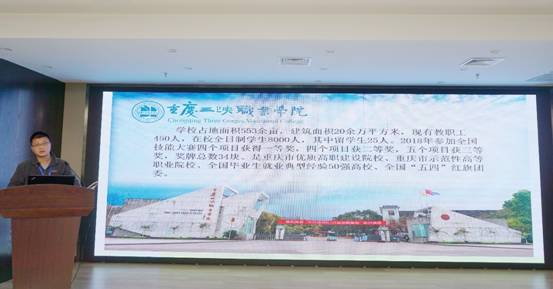 重庆三峡职业学院
Chongqing Three Gorges Vocational College
学校占地面积553余亩，建筑面积20余万平方米，现有教职工
450人，在校全日制学生8000人，其中留学生25人。2018年参加全国
技能大赛四个项目获得一等奖，四个项目获二等奖，五个项目获三等
奖，奖牌总数34块。是重庆市优质高职建设院校、重庆市示范性高等
职业院校、全国毕业生就业典型经验50强高校、全国“五四”红旗团
委。